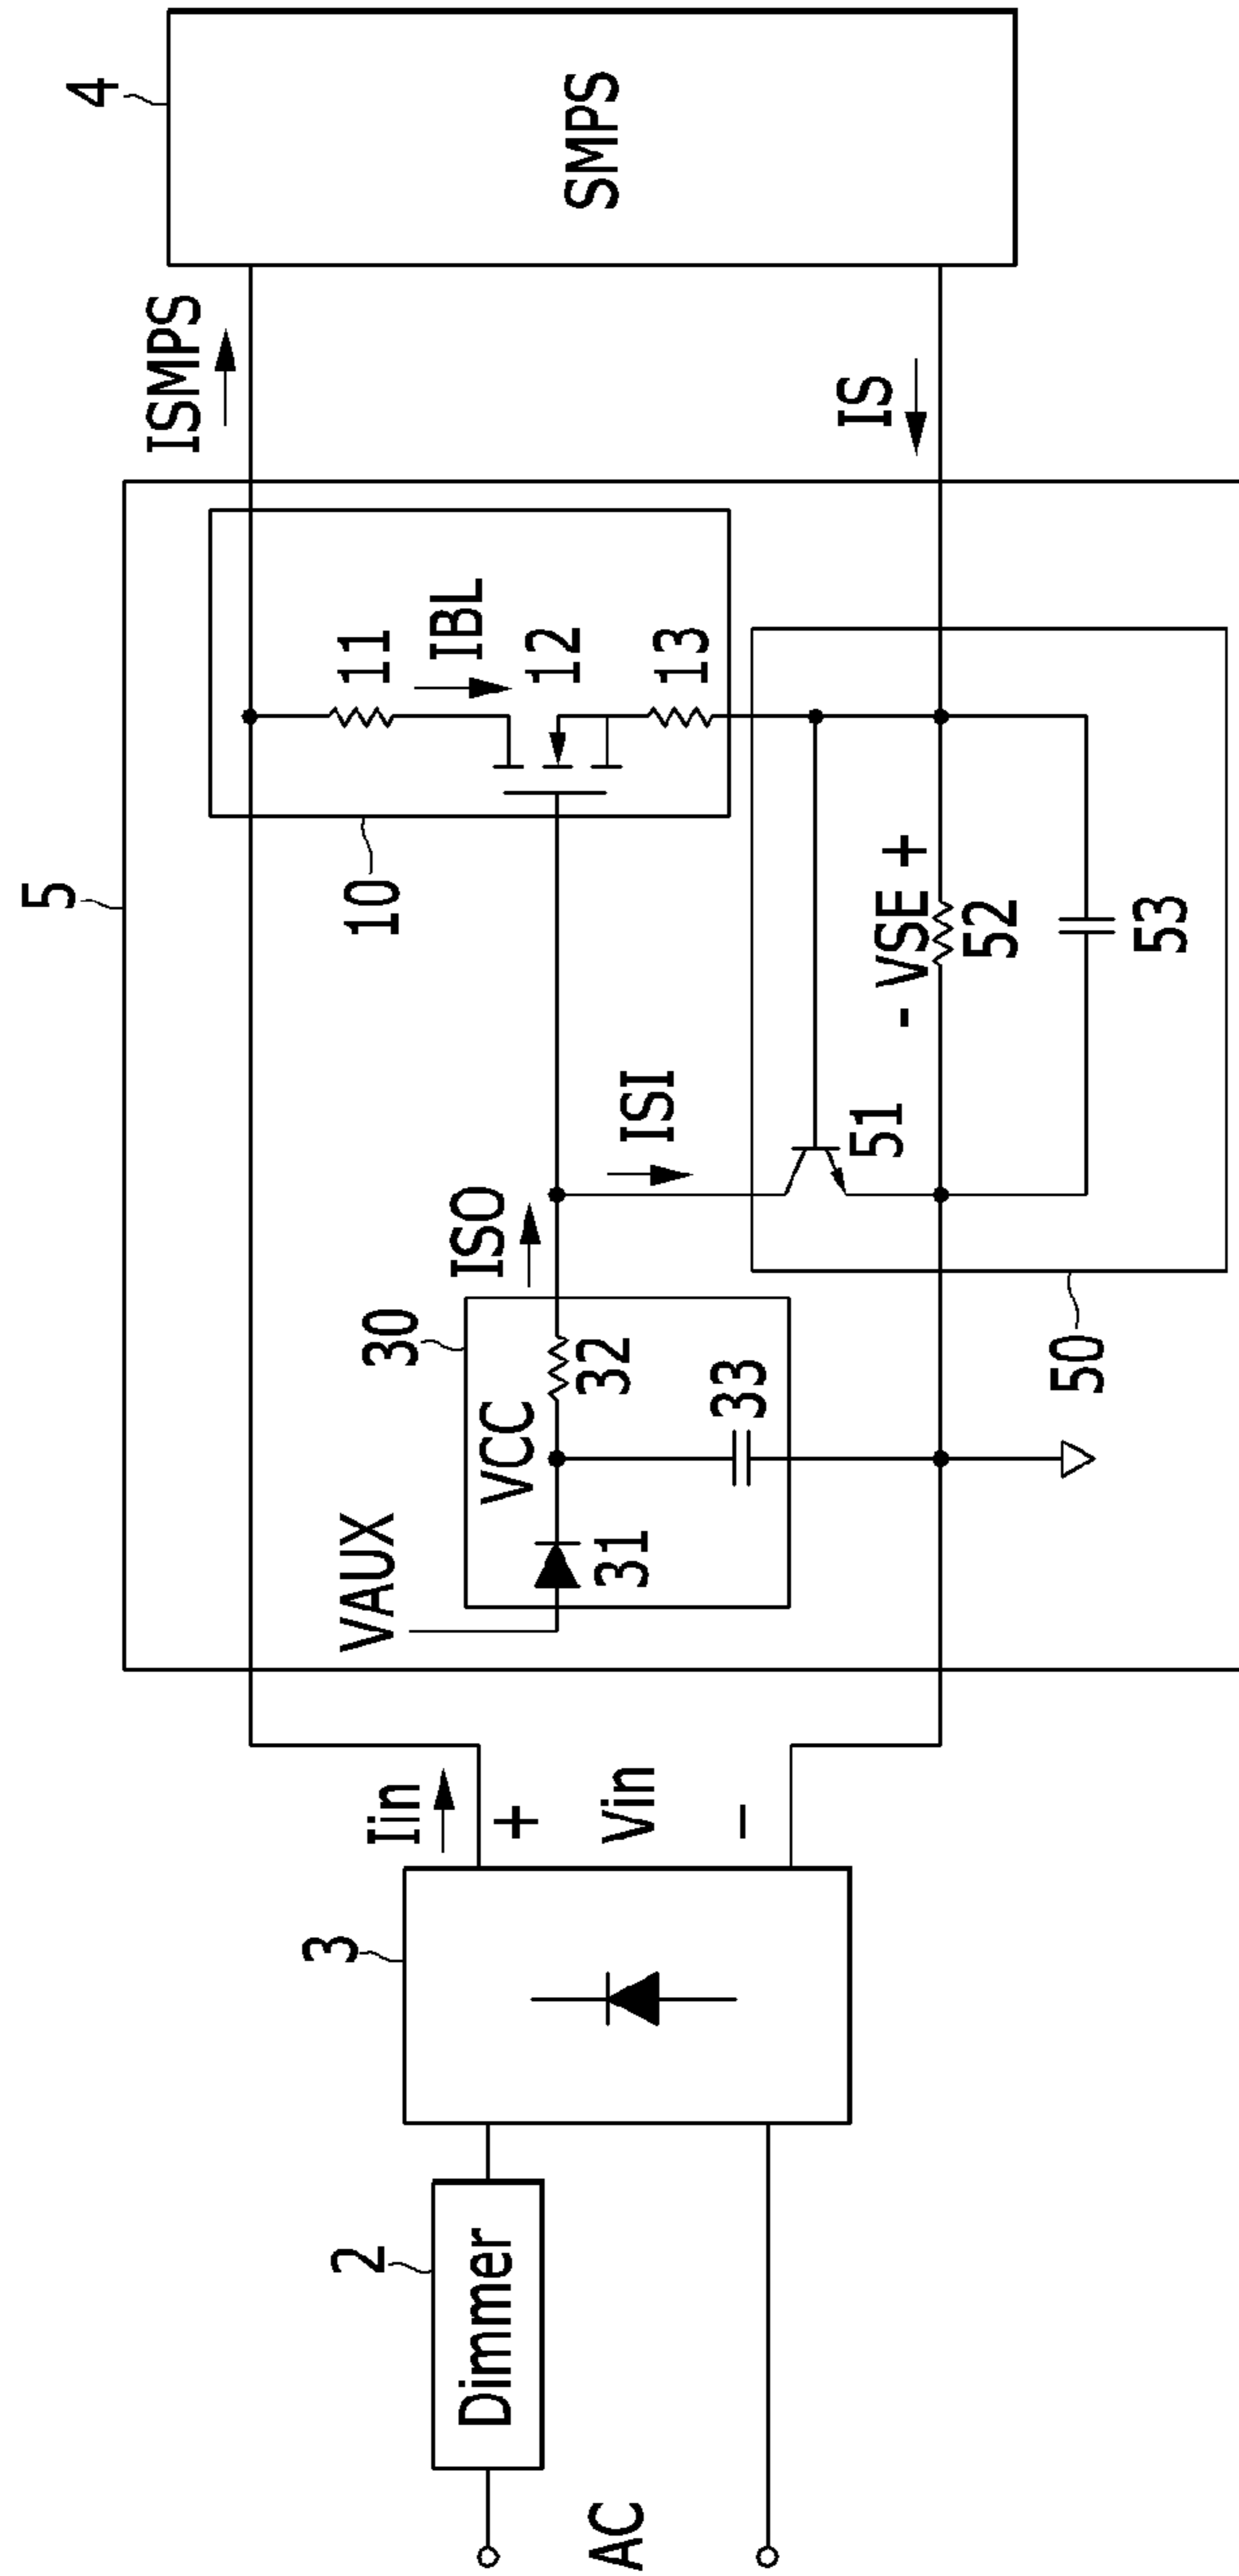 AC
Dimmer
2
3
Iin
+
Vin
-
5
VAUX
30
VCC
31
32
33
ISO
ISI
10
11
IBL
12
13
50
51
- VSE +
52
53
ISMPS
IS
4
SMPS